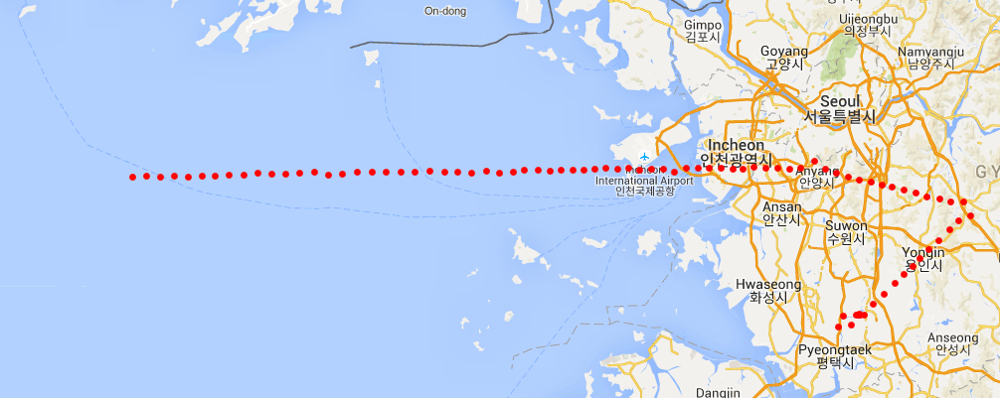 On-dong
Gimpo
김포시
Uijeongbu
의정부시
Goyang
고양시
Namyangju
남양주시
Seoul
서울특별시
Incheon
인천광역시
Incheon
International Airport
인천국제공항
Anyang
안양시
GY
Ansan
안산시
Suwon
수원시
Yongin
용인시
Hwaseong
화성시
Pyeongtaek
평택시
Anseong
안성시
Dangjin